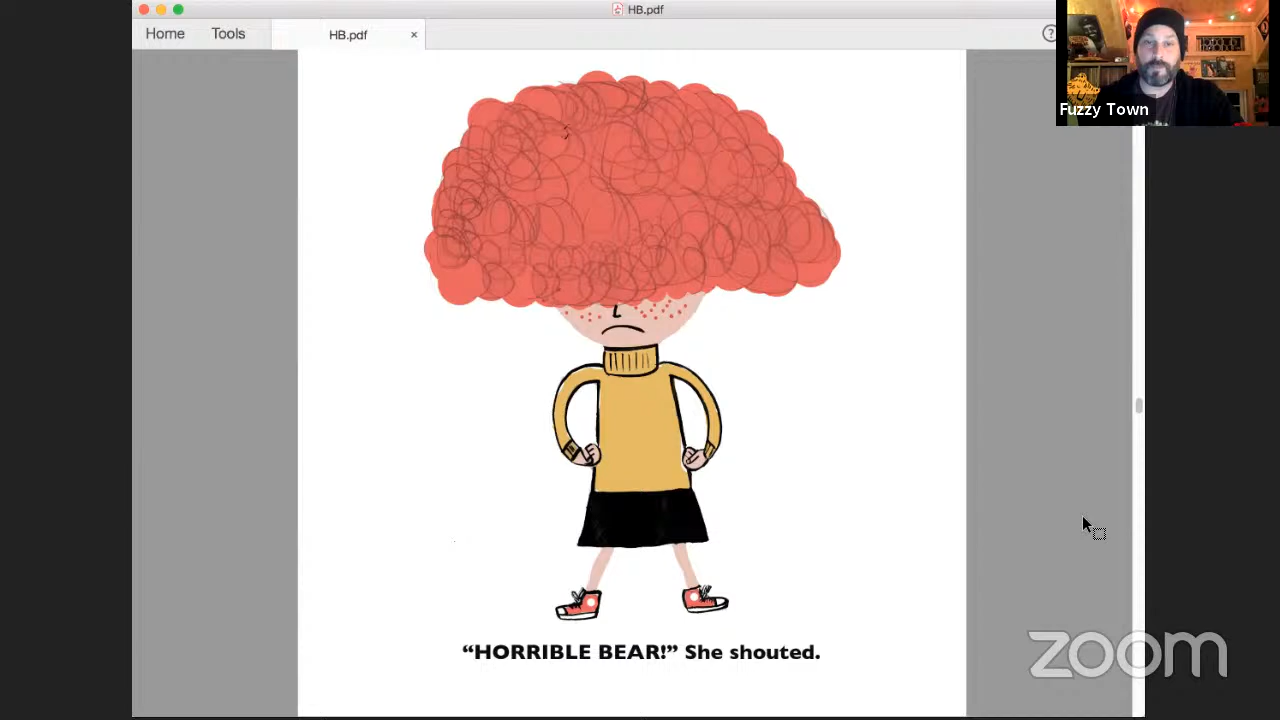 HB.pdf
Home Tools HB.pdf ×
?
Fuzzy Town
“HORRIBLE BEAR!” She shouted.
zoom